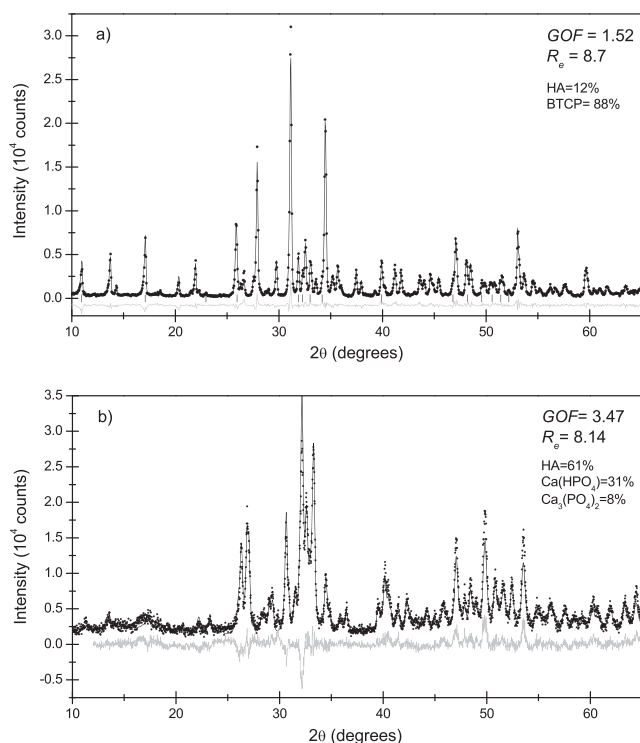 a)
GOF = 1.52
Rₑ = 8.7
HA=12%
BTCP= 88%
Intensity (10⁴ counts)
3.0
2.5
2.0
1.5
1.0
0.5
0.0
10 20 30 40 50 60
2θ (degrees)
b)
GOF= 3.47
Rₑ = 8.14
HA=61%
Ca(HPO₄)=31%
Ca₃(PO₄)₂=8%
Intensity (10⁴ counts)
3.5
3.0
2.5
2.0
1.5
1.0
0.5
0.0
-0.5
10 20 30 40 50 60
2θ (degrees)